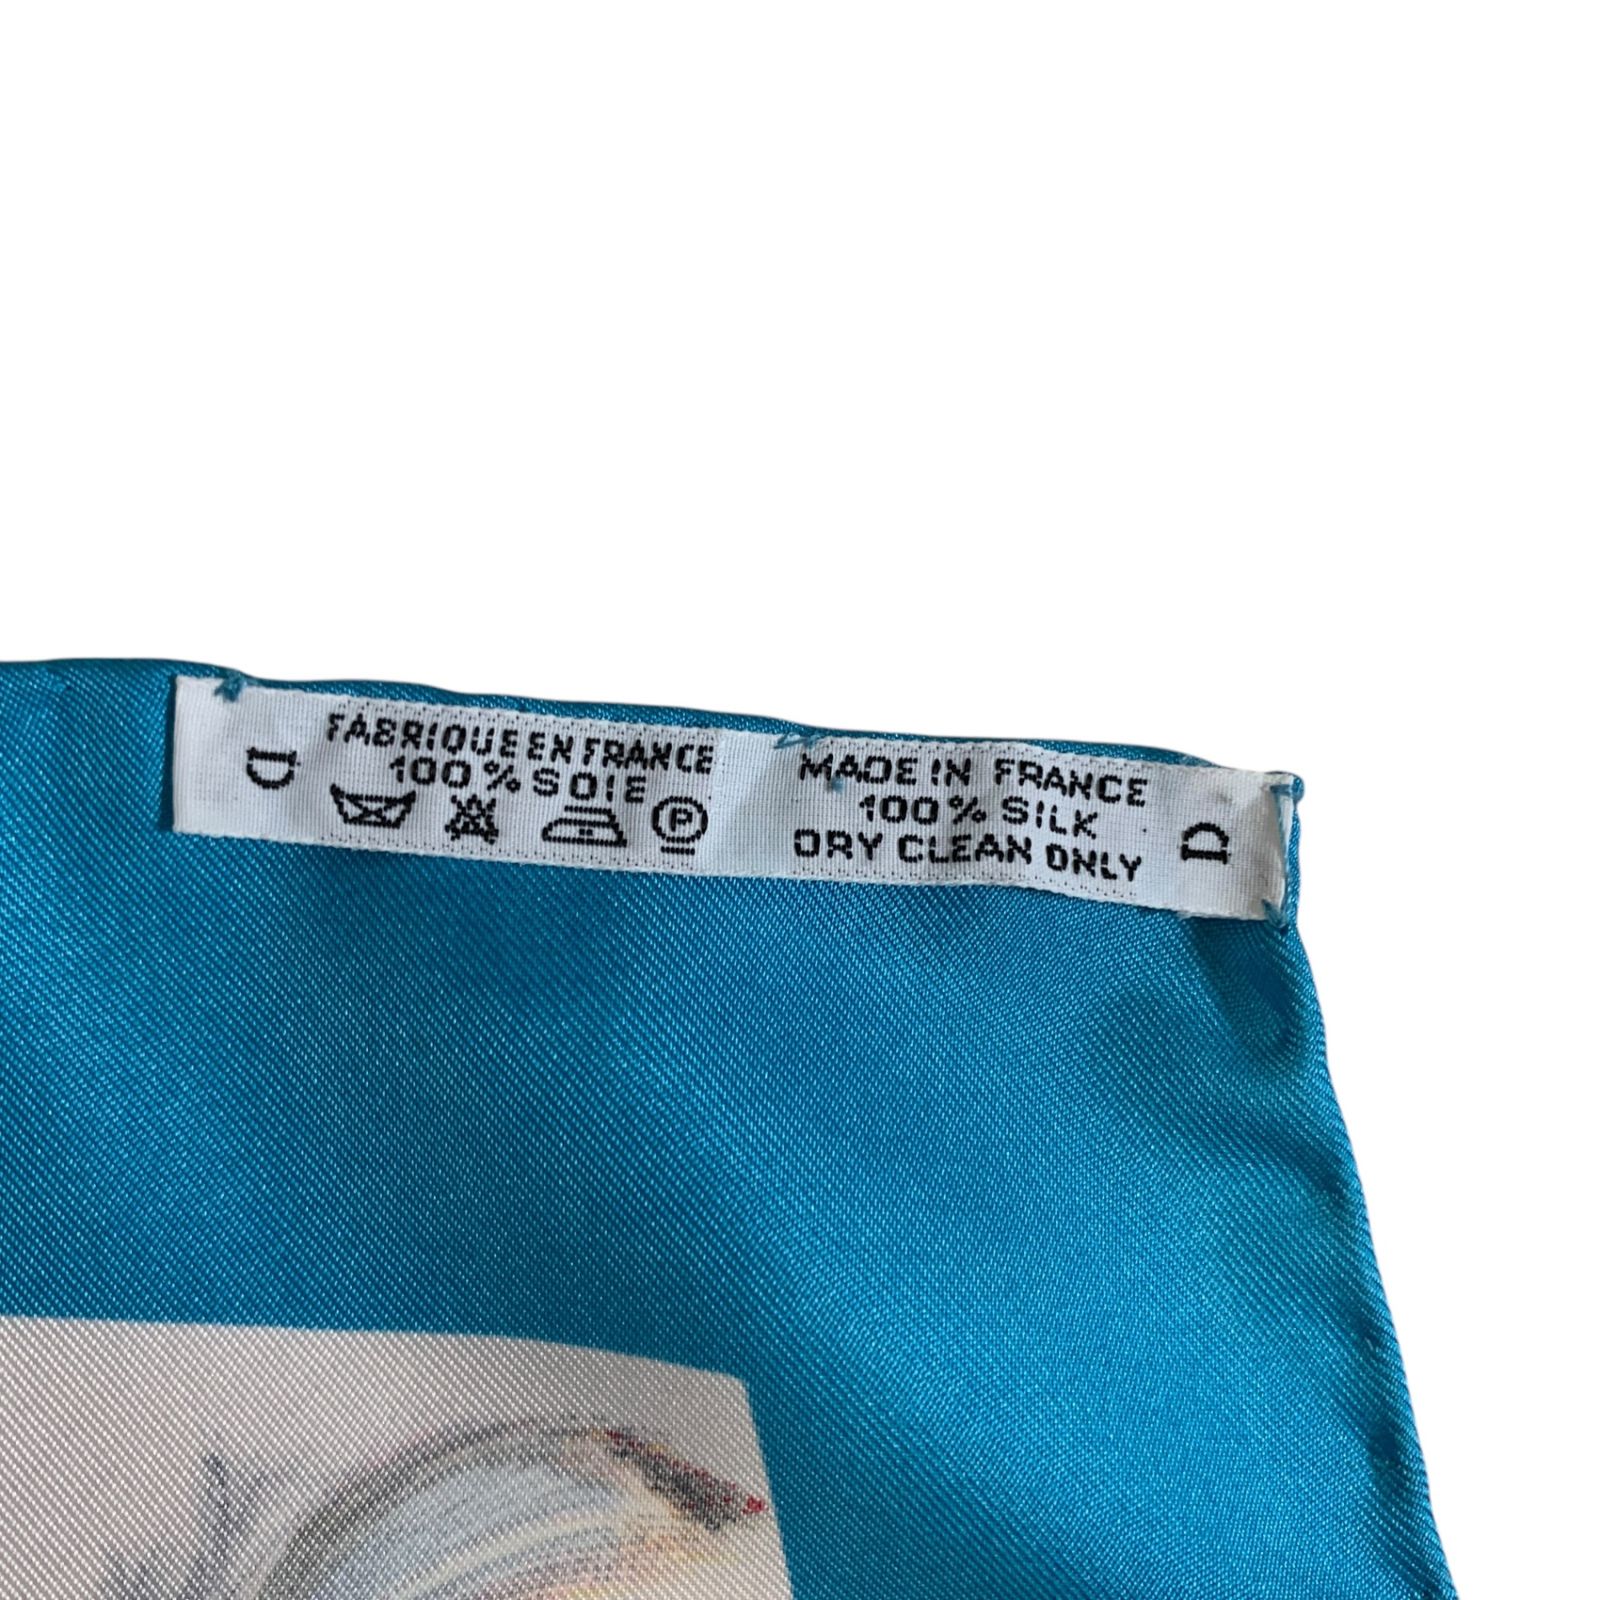 D
FABRIQUE EN FRANCE
100% SOIE
P
MADE IN FRANCE
100% SILK
DRY CLEAN ONLY
D